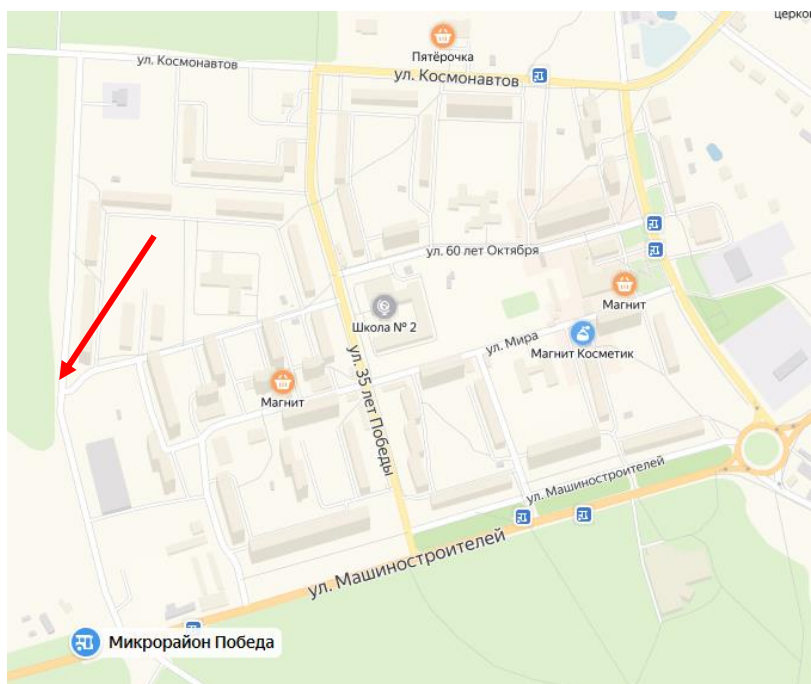 церков
Пятёрочка
ул. Космонавтов
ул. Космонавтов
ул. 60 лет Октября
Магнит
Школа № 2
ул. Мира
Магнит Косметик
Магнит
ул. 35 лет Победы
ул. Машиностроителей
ул. Машиностроителей
Микрорайон Победа